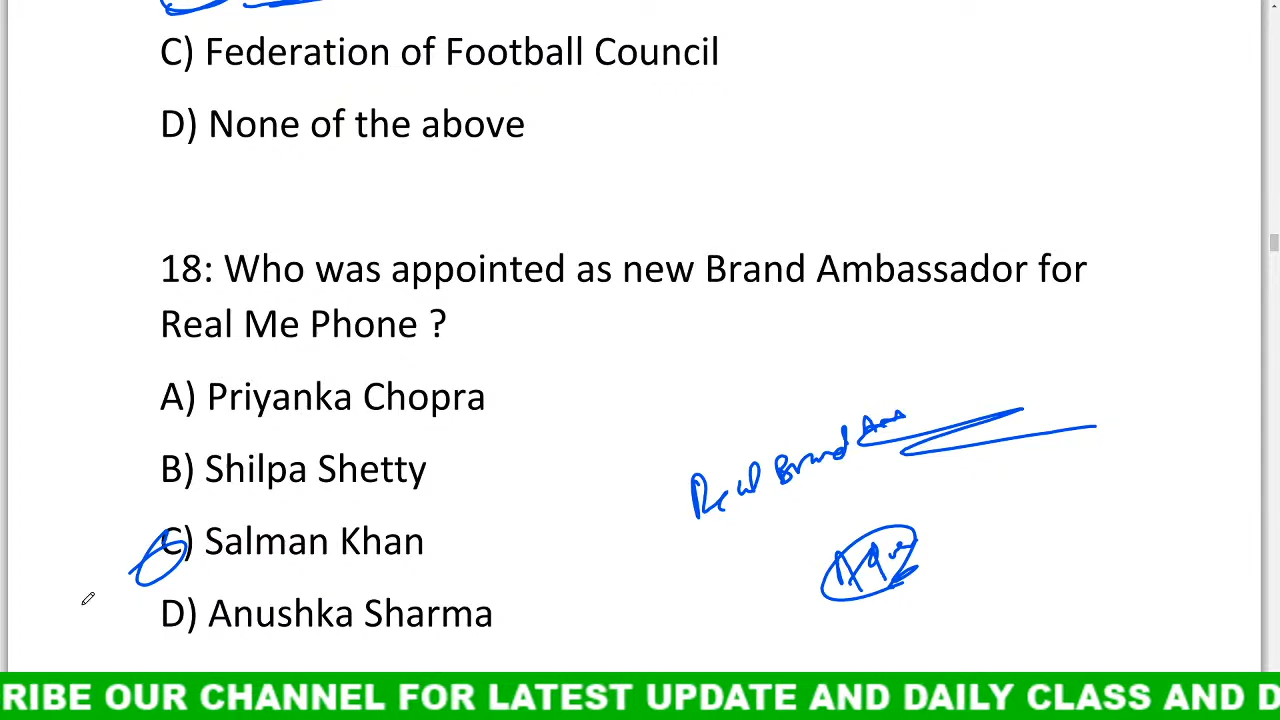 C) Federation of Football Council
D) None of the above
18: Who was appointed as new Brand Ambassador for
Real Me Phone ?
A) Priyanka Chopra
B) Shilpa Shetty
Real Brand
C) Salman Khan
D) Anushka Sharma
RIBE OUR CHANNEL FOR LATEST UPDATE AND DAILY CLASS AND D